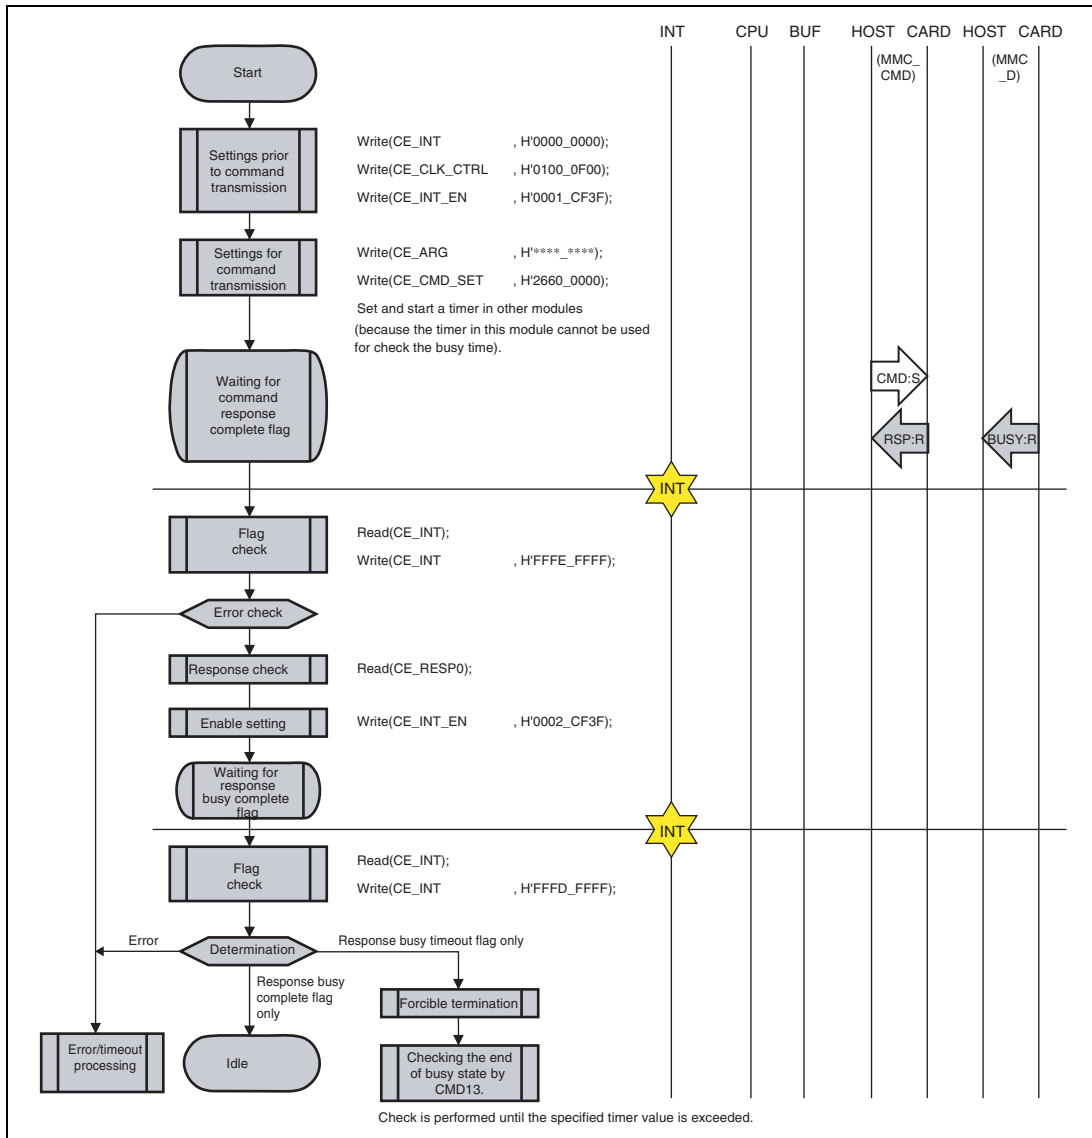 INT CPU BUF HOST CARD HOST CARD
(MMC_ (MMC
CMD) _D)
Start
Settings prior
to command
transmission
Write(CE_INT , H'0000_0000);
Write(CE_CLK_CTRL , H'0100_0F00);
Write(CE_INT_EN , H'0001_CF3F);
Settings for
command
transmission
Write(CE_ARG , H'****_****);
Write(CE_CMD_SET , H'2660_0000);
Set and start a timer in other modules
(because the timer in this module cannot be used
for check the busy time).
Waiting for
command
response
complete flag
CMD:S
RSP:R BUSY:R
INT
Flag
check
Read(CE_INT);
Write(CE_INT , H'FFFE_FFFF);
Error check
Response check
Read(CE_RESP0);
Enable setting
Write(CE_INT_EN , H'0002_CF3F);
Waiting for
response
busy complete
flag
INT
Flag
check
Read(CE_INT);
Write(CE_INT , H'FFFD_FFFF);
Error
Determination
Response busy timeout flag only
Response busy
complete flag
only
Forcible termination
Error/timeout
processing
Idle
Checking the end
of busy state by
CMD13.
Check is performed until the specified timer value is exceeded.